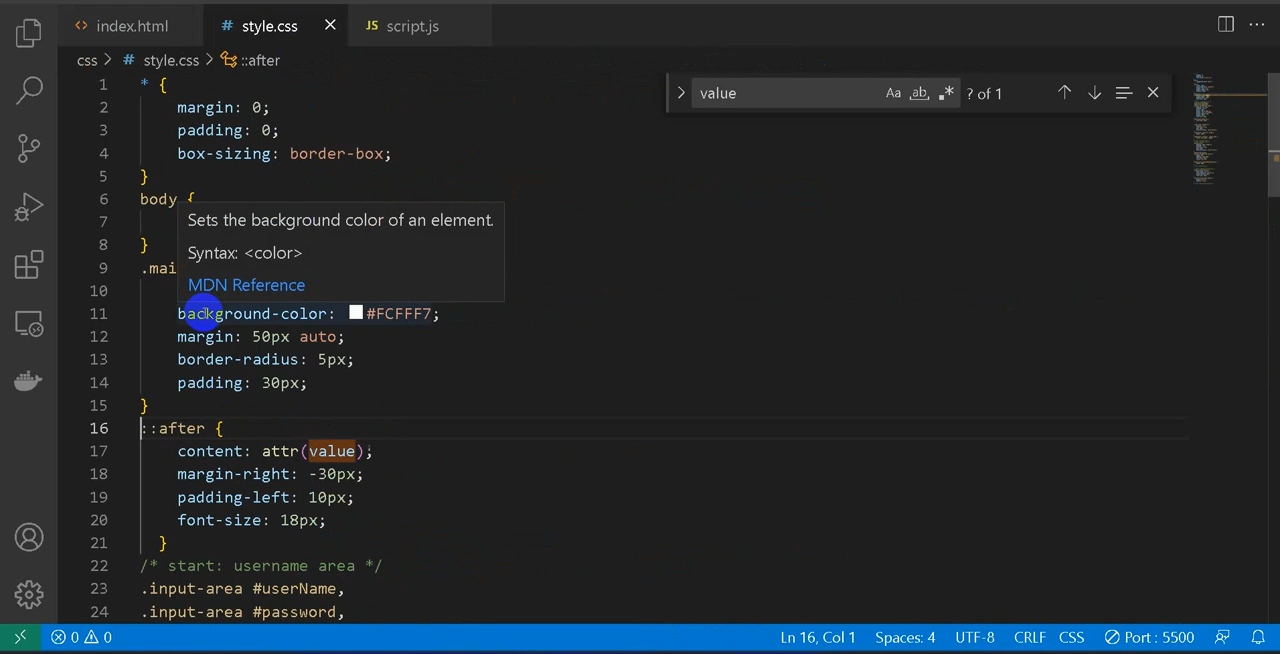 index.html
# style.css
JS script.js
css > # style.css > ::after
value
Aa ab .* ? of 1
1 * {
2 margin: 0;
3 padding: 0;
4 box-sizing: border-box;
5 }
6 body {
7
8 }
9 .mai
10
Sets the background color of an element.
Syntax: <color>
MDN Reference
11 background-color: #FCFFF7;
12 margin: 50px auto;
13 border-radius: 5px;
14 padding: 30px;
15 }
16 ::after {
17 content: attr(value);
18 margin-right: -30px;
19 padding-left: 10px;
20 font-size: 18px;
21 }
22 /* start: username area */
23 .input-area #userName,
24 .input-area #password,
0 0
Ln 16, Col 1 Spaces: 4 UTF-8 CRLF CSS Port : 5500